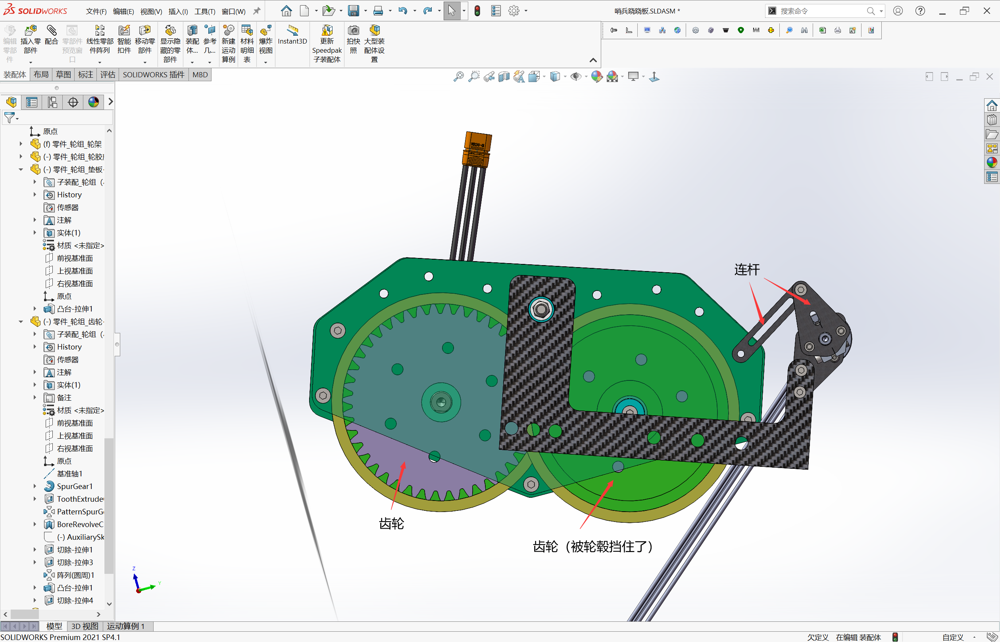 SOLIDWORKS
文件(F) 编辑(E) 视图(V) 插入(I) 工具(T) 窗口(W)
哨兵跷跷板.SLDASM *
搜索命令
编辑零部件
插入零部件
配合
零部件预览窗口
线性零部件阵列
智能扣件
移动零部件
显示隐藏的零部件
装配体...
参考几...
新建运动算例
材料明细表
爆炸视图
Instant3D
更新 Speedpak 子装配体
拍快照
大型装配体设置
装配体 布局 草图 标注 评估 SOLIDWORKS 插件 MBD
原点
(f) 零件_轮组_轮架
(-) 零件_轮组_轮胶
(-) 零件_轮组_垫板
子装配_轮组
History
传感器
注解
实体(1)
材质 <未指定>
前视基准面
上视基准面
右视基准面
原点
凸台-拉伸1
(-) 零件_轮组_齿轮
子装配_轮组
History
传感器
注解
实体(1)
备注
材质 <未指定>
前视基准面
上视基准面
右视基准面
原点
基准轴1
SpurGear1
ToothExtrude
PatternSpurG
BoreRevolveC
(-) AuxiliarySk
切除-拉伸1
切除-拉伸3
阵列(圆周)1
凸台-拉伸1
切除-拉伸4
连杆
齿轮
齿轮（被轮毂挡住了）
Z
Y
模型 3D 视图 运动算例 1
SOLIDWORKS Premium 2021 SP4.1
欠定义 在编辑 装配体 自定义